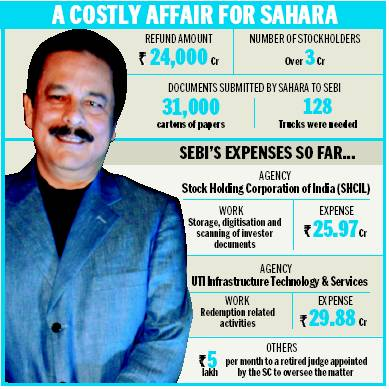 A COSTLY AFFAIR FOR SAHARA
REFUND AMOUNT
₹ 24,000 Cr
NUMBER OF STOCKHOLDERS
Over 3 Cr
DOCUMENTS SUBMITTED BY SAHARA TO SEBI
31,000
cartons of papers
128
Trucks were needed
SEBI'S EXPENSES SO FAR...
AGENCY
Stock Holding Corporation of India (SHCIL)
WORK
Storage, digitisation and
scanning of investor
documents
EXPENSE
₹25.97 Cr
AGENCY
UTI Infrastructure Technology & Services
WORK
Redemption related
activities
EXPENSE
₹29.88 Cr
OTHERS
₹5
lakh
per month to a retired judge appointed
by the SC to oversee the matter